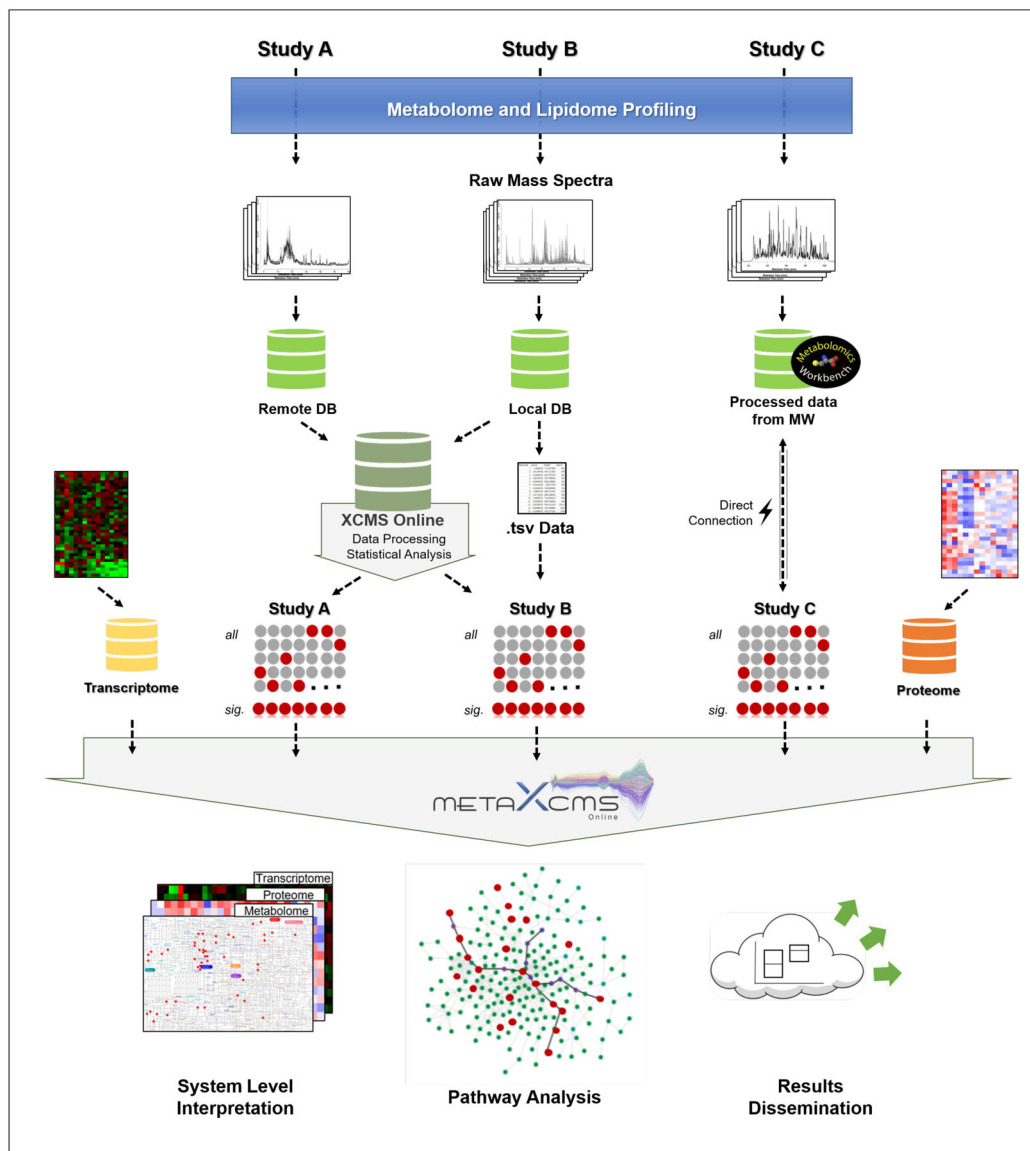 Study A
Study B
Study C
Metabolome and Lipidome Profiling
Raw Mass Spectra
Metabolomics
Workbench
Remote DB
Local DB
Processed data
from MW
XCMS Online
Data Processing
Statistical Analysis
.tsv Data
Direct
Connection
Study A
Study B
Study C
all
all
all
Transcriptome
Proteome
sig.
sig.
sig.
METAXCMS
Online
Transcriptome
Proteome
Metabolome
System Level
Interpretation
Pathway Analysis
Results
Dissemination